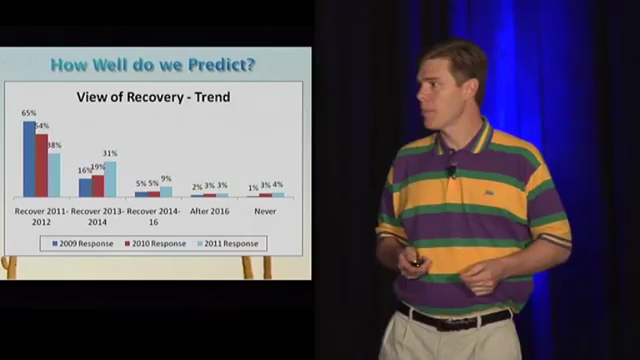 How Well do we Predict?
View of Recovery - Trend
65%
54%
38%
16%
19%
31%
5%
5%
9%
2%
3%
3%
1%
3%
4%
Recover 2011-
2012
Recover 2013-
2014
Recover 2014-
16
After 2016
Never
2009 Response
2010 Response
2011 Response